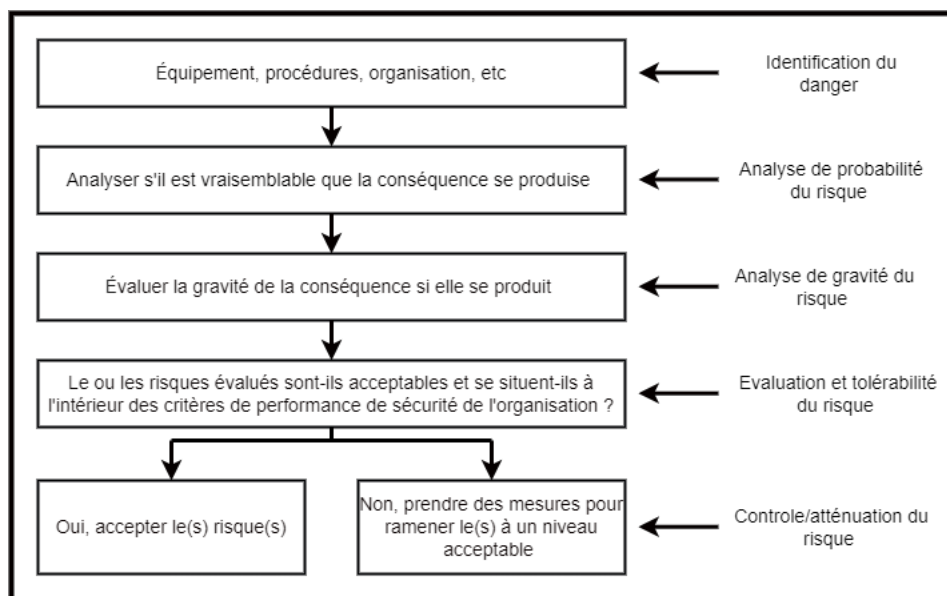 Équipement, procédures, organisation, etc
Identification du
danger
Analyser s'il est vraisemblable que la conséquence se produise
Analyse de probabilité
du risque
Évaluer la gravité de la conséquence si elle se produit
Analyse de gravité du
risque
Le ou les risques évalués sont-ils acceptables et se situent-ils à
l'intérieur des critères de performance de sécurité de l'organisation ?
Evaluation et tolérabilité
du risque
Oui, accepter le(s) risque(s)
Non, prendre des mesures pour
ramener le(s) à un niveau
acceptable
Controle/atténuation du
risque